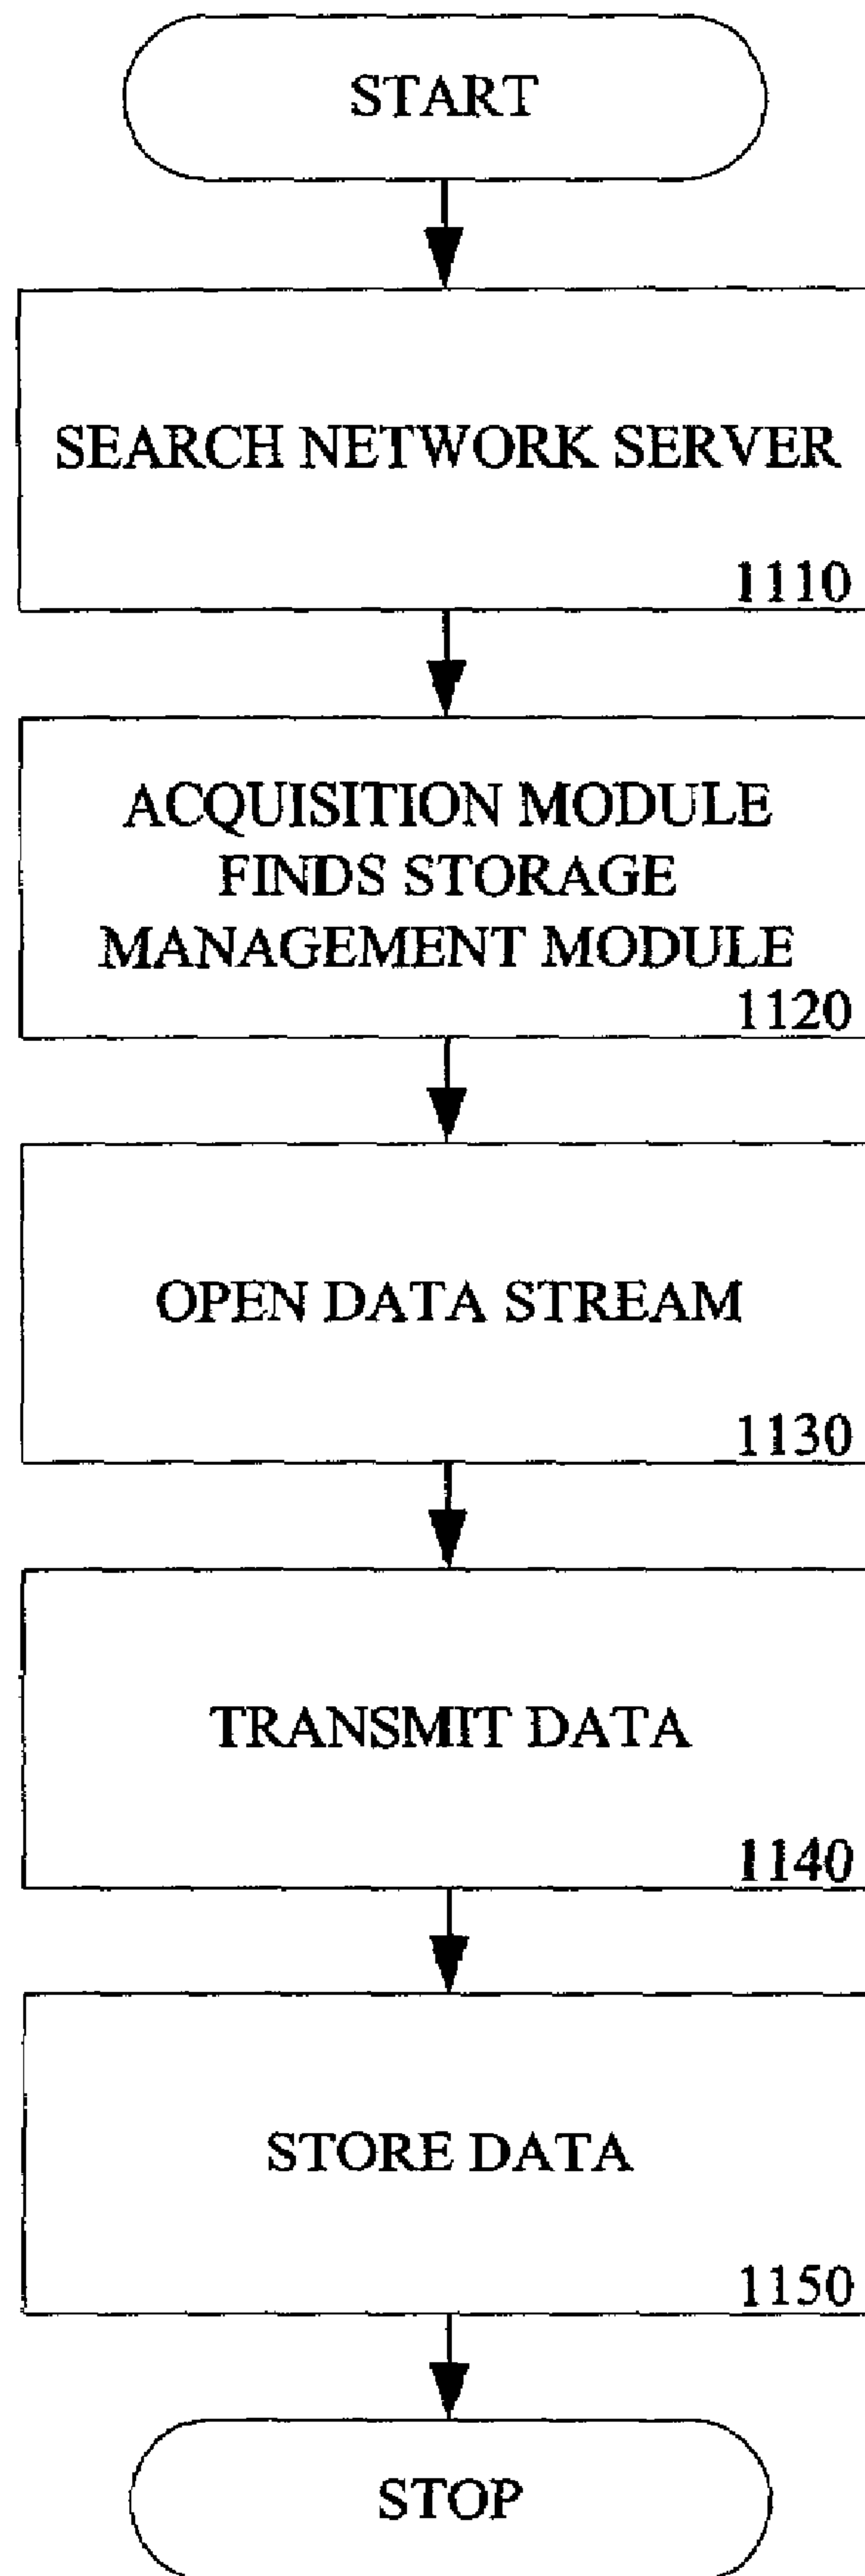 START
SEARCH NETWORK SERVER
1110
ACQUISITION MODULE
FINDS STORAGE
MANAGEMENT MODULE
1120
OPEN DATA STREAM
1130
TRANSMIT DATA
1140
STORE DATA
1150
STOP